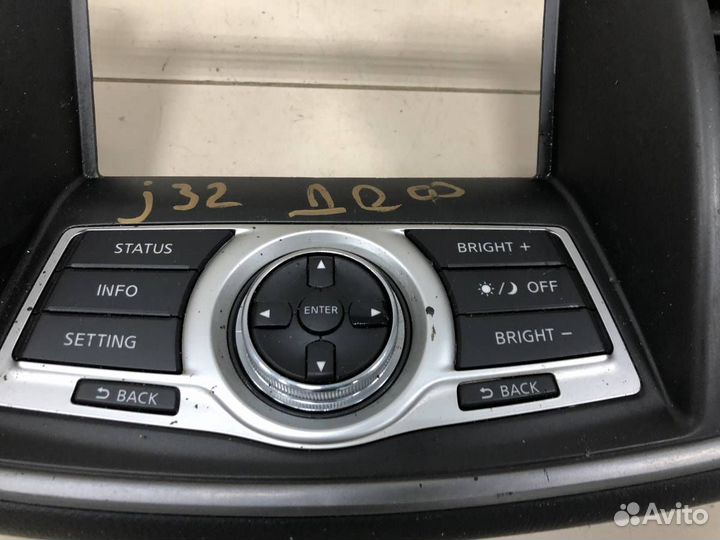 j32
STATUS
BRIGHT +
INFO
ENTER
/ OFF
SETTING
BRIGHT −
BACK
BACK
Avito